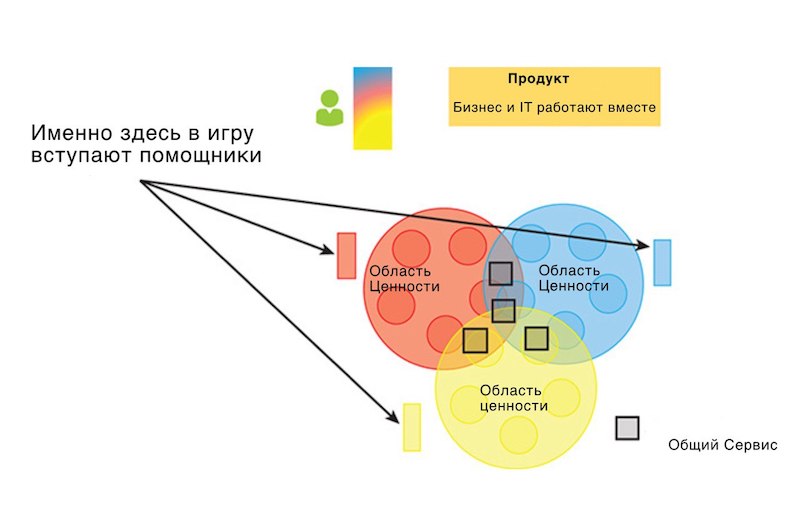 Продукт
Бизнес и IT работают вместе
Именно здесь в игру
вступают помощники
Область
Ценности
Область
Ценности
Область
ценности
Общий Сервис